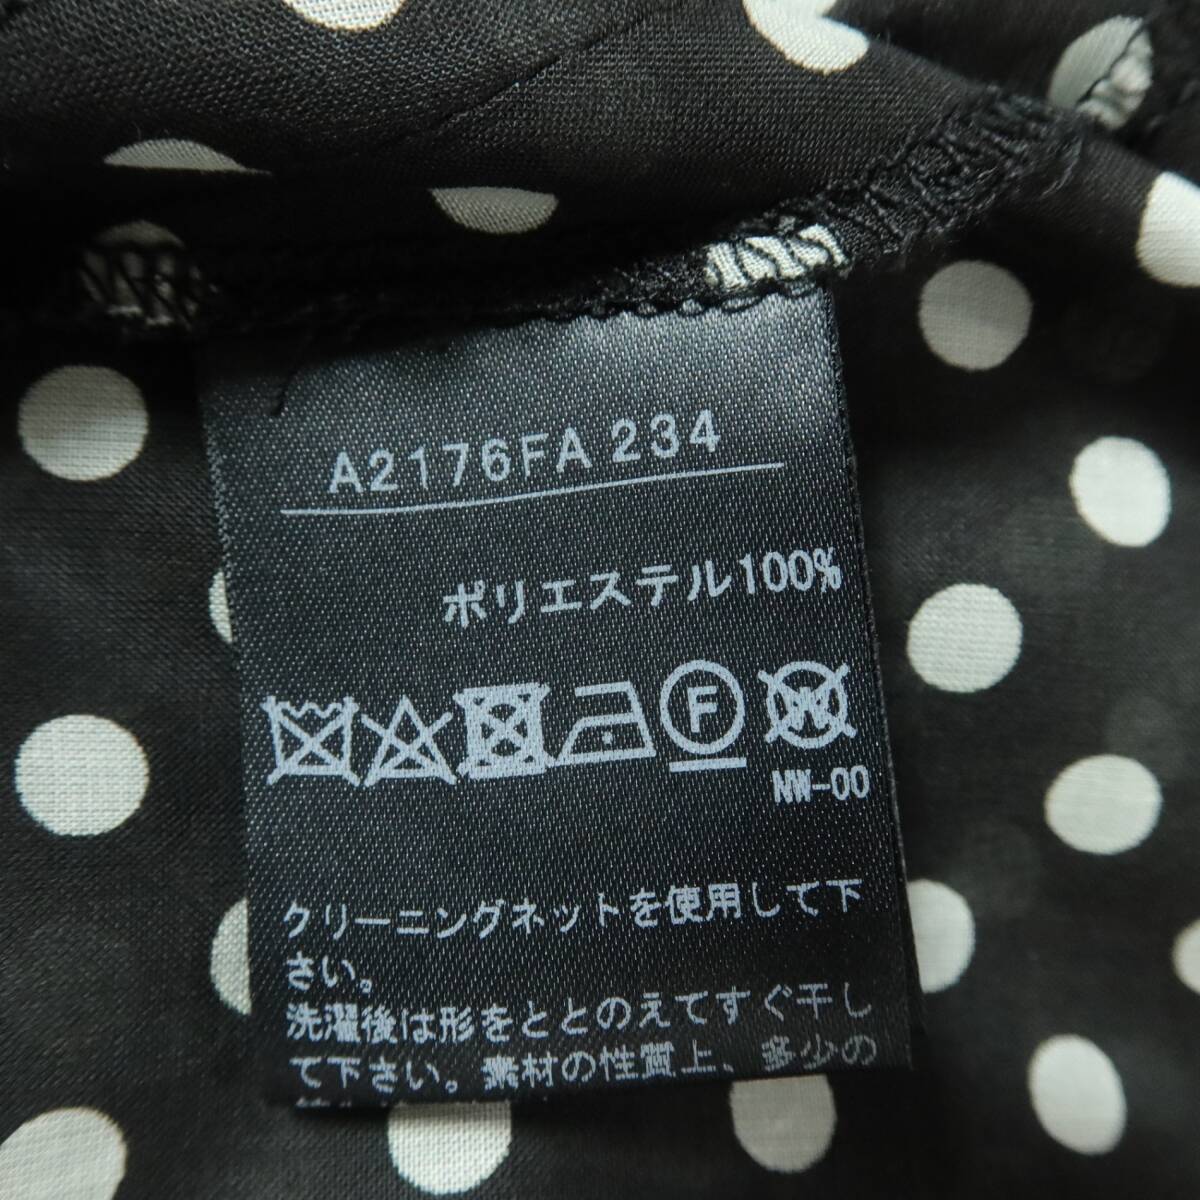 A2176FA 234
ポリエステル100%
F W
NW-00
クリーニングネットを使用して下
さい。
洗濯後は形をととのえてすぐ干し
て下さい。素材の性質上、多少の